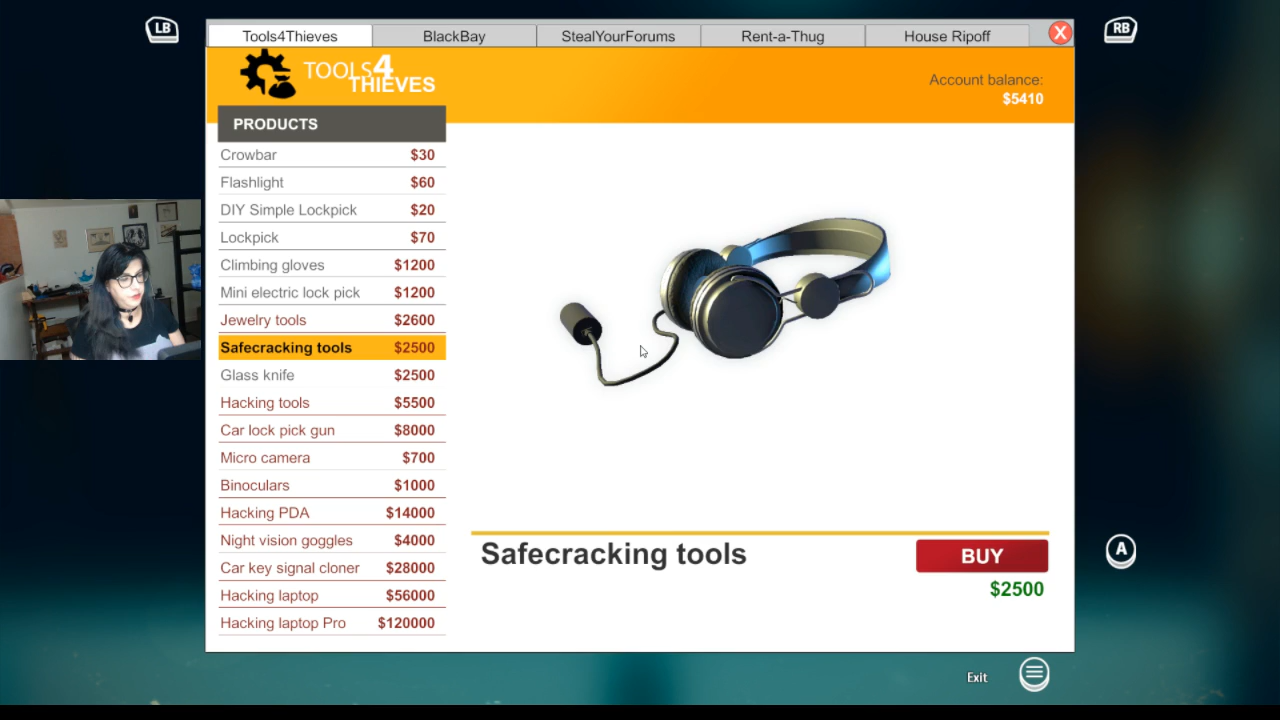 LB
RB
Tools4Thieves
BlackBay
StealYourForums
Rent-a-Thug
House Ripoff
X
TOOLS4
THIEVES
Account balance:
$5410
PRODUCTS
Crowbar $30
Flashlight $60
DIY Simple Lockpick $20
Lockpick $70
Climbing gloves $1200
Mini electric lock pick $1200
Jewelry tools $2600
Safecracking tools $2500
Glass knife $2500
Hacking tools $5500
Car lock pick gun $8000
Micro camera $700
Binoculars $1000
Hacking PDA $14000
Night vision goggles $4000
Car key signal cloner $28000
Hacking laptop $56000
Hacking laptop Pro $120000
Safecracking tools
BUY
$2500
A
Exit